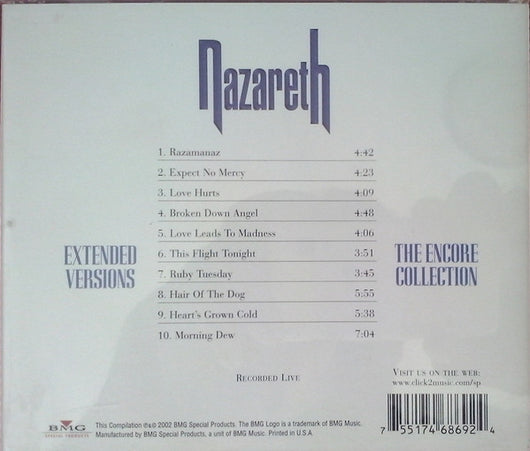 Nazareth
1. Razamanaz 4:42
2. Expect No Mercy 4:23
3. Love Hurts 4:09
4. Broken Down Angel 4:48
5. Love Leads To Madness 4:06
6. This Flight Tonight 3:51
7. Ruby Tuesday 3:45
8. Hair Of The Dog 5:55
9. Heart's Grown Cold 5:38
10. Morning Dew 7:04
EXTENDED
VERSIONS
THE ENCORE
COLLECTION
RECORDED LIVE
VISIT US ON THE WEB:
www.click2music.com/sp
BMG
SPECIAL PRODUCTS
This Compilation ℗&© 2002 BMG Special Products. The BMG Logo is a trademark of BMG Music.
Manufactured by BMG Special Products, a unit of BMG Music. Printed in U.S.A.
7 55174 68692 4